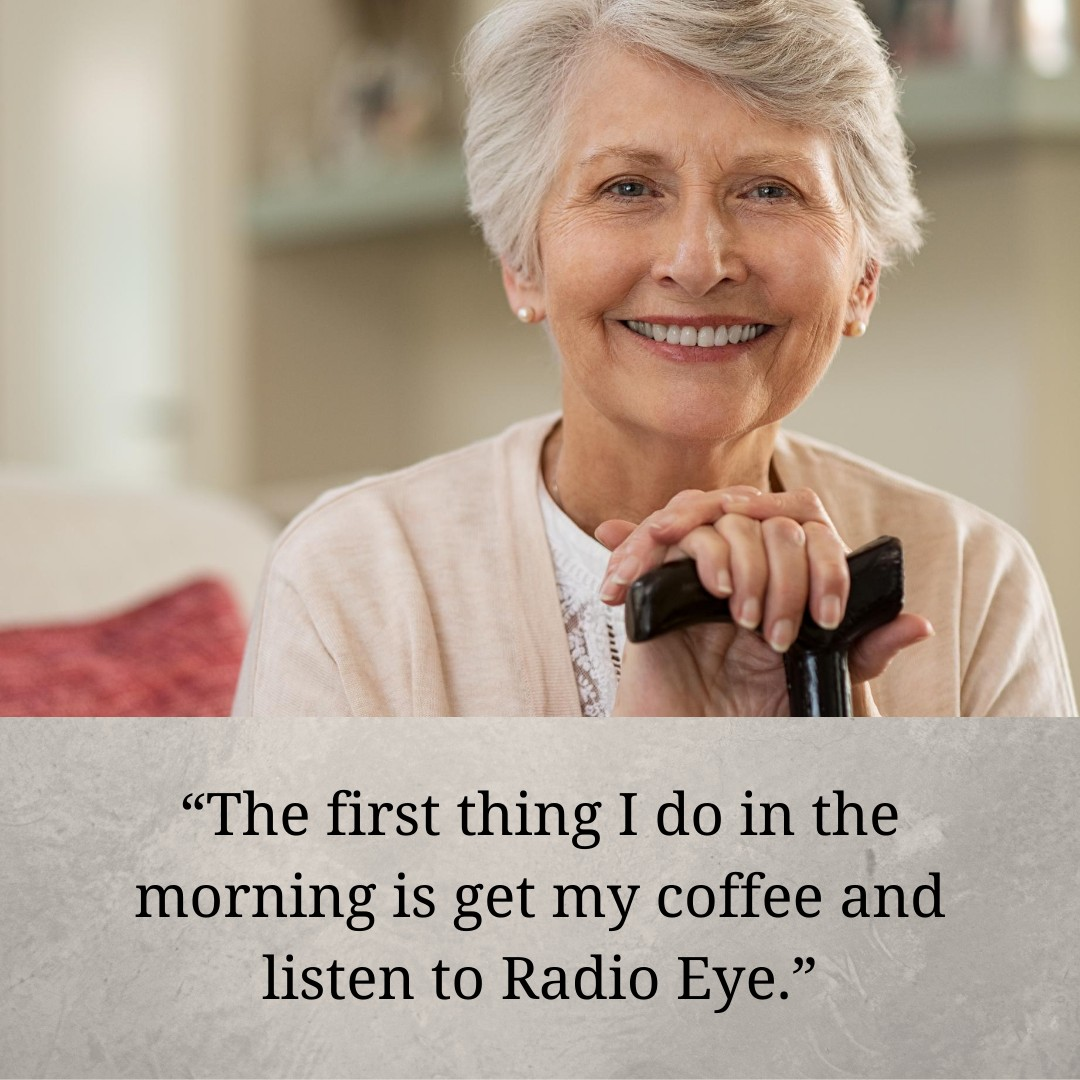 “The first thing I do in the
morning is get my coffee and
listen to Radio Eye.”